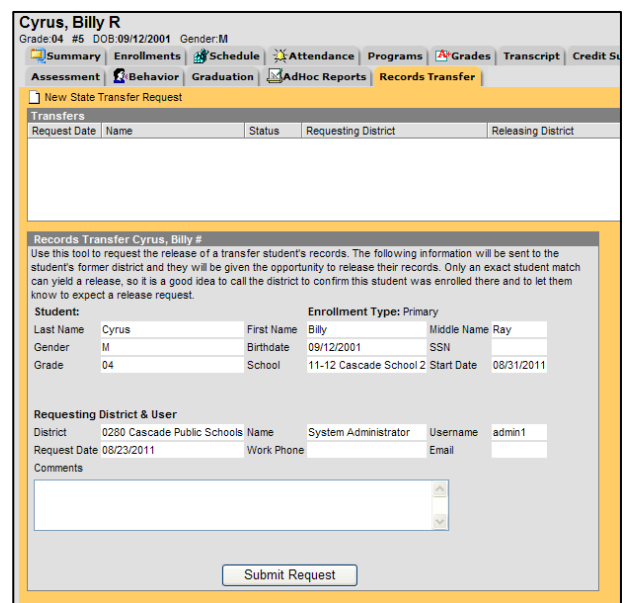 Cyrus, Billy R
Grade:04 #5 DOB:09/12/2001 Gender:M
Summary Enrollments Schedule Attendance Programs Grades Transcript Credit Su
Assessment Behavior Graduation AdHoc Reports Records Transfer
New State Transfer Request
Transfers
Request Date Name Status Requesting District Releasing District
Records Transfer Cyrus, Billy #
Use this tool to request the release of a transfer student's records. The following information will be sent to the
student's former district and they will be given the opportunity to release their records. Only an exact student match
can yield a release, so it is a good idea to call the district to confirm this student was enrolled there and to let them
know to expect a release request.
Student: Enrollment Type: Primary
Last Name Cyrus First Name Billy Middle Name Ray
Gender M Birthdate 09/12/2001 SSN
Grade 04 School 11-12 Cascade School 2 Start Date 08/31/2011
Requesting District & User
District 0280 Cascade Public Schools Name System Administrator Username admin1
Request Date 08/23/2011 Work Phone Email
Comments
Submit Request